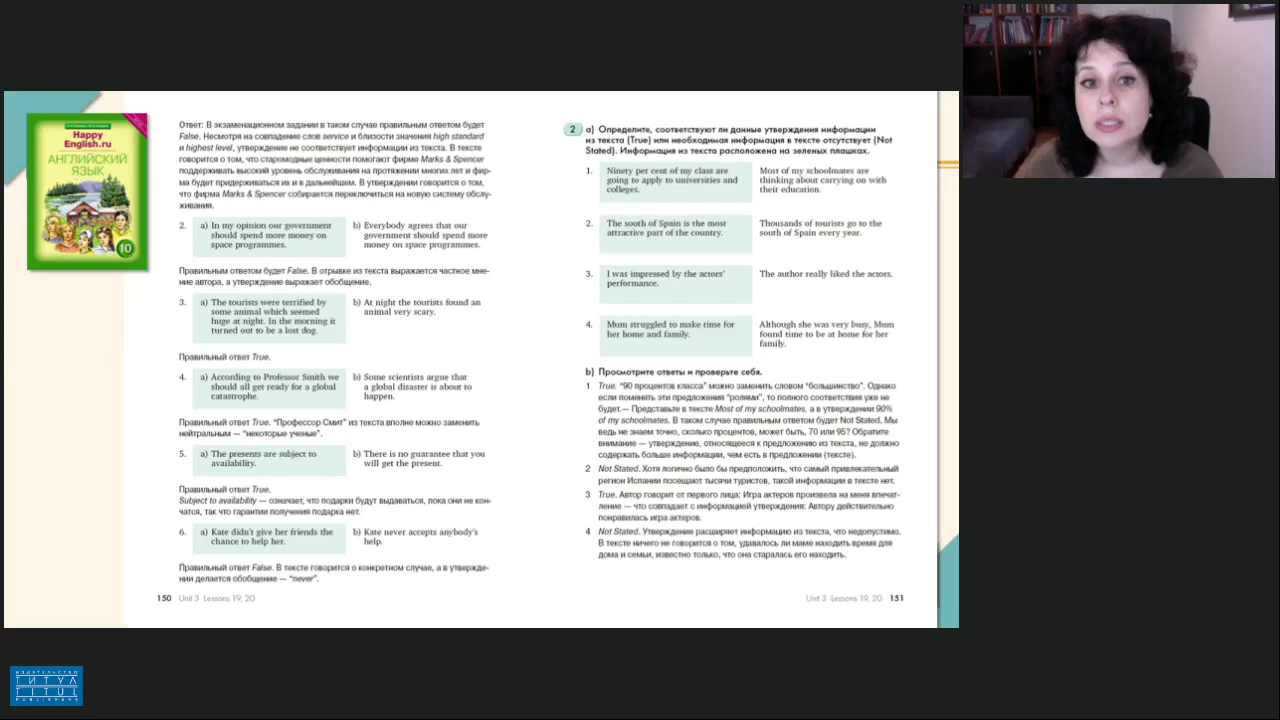 Happy
English.ru
АНГЛИЙСКИЙ
ЯЗЫК
10
Ответ: В экзаменационном задании в таком случае правильным ответом будет
False. Несмотря на совпадение слов service и близости значения high standard
и highest level, утверждение не соответствует информации из текста. В тексте
говорится о том, что старомодные ценности помогают фирме Marks & Spencer
поддерживать высокий уровень обслуживания на протяжении многих лет и фир-
ма будет придерживаться их и в дальнейшем. В утверждении говорится о том,
что фирма Marks & Spencer собирается переключиться на новую систему обслу-
живания.
2. a) In my opinion our government
should spend more money on
space programmes.
b) Everybody agrees that our
government should spend more
money on space programmes.
Правильным ответом будет False. В отрывке из текста выражается частное мне-
ние автора, а утверждение выражает обобщение.
3. a) The tourists were terrified by
some animal which seemed
huge at night. In the morning it
turned out to be a lost dog.
b) At night the tourists found an
animal very scary.
Правильный ответ True.
4. a) According to Professor Smith we
should all get ready for a global
catastrophe.
b) Some scientists argue that
a global disaster is about to
happen.
Правильный ответ True. "Профессор Смит" из текста вполне можно заменить
нейтральным — "некоторые ученые".
5. a) The presents are subject to
availability.
b) There is no guarantee that you
will get the present.
Правильный ответ True.
Subject to availability — означает, что подарки будут выдаваться, пока они не кон-
чатся, так что гарантии получения подарка нет.
6. a) Kate didn't give her friends the
chance to help her.
b) Kate never accepts anybody's
help.
Правильный ответ False. В тексте говорится о конкретном случае, а в утвержде-
нии делается обобщение — "never".
150 Unit 3 Lessons 19, 20
2 a) Определите, соответствуют ли данные утверждения информации
из текста (True) или необходимая информация в тексте отсутствует (Not
Stated). Информация из текста расположена на зеленых плашках.
1. Ninety per cent of my class are
going to apply to universities and
colleges.
Most of my schoolmates are
thinking about carrying on with
their education.
2. The south of Spain is the most
attractive part of the country.
Thousands of tourists go to the
south of Spain every year.
3. I was impressed by the actors'
performance.
The author really liked the actors.
4. Mum struggled to make time for
her home and family.
Although she was very busy, Mum
found time to be at home for her
family.
b) Просмотрите ответы и проверьте себя.
1 True. "90 процентов класса" можно заменить словом "большинство". Однако
если поменять эти предложения "ролями", то полного соответствия уже не
будет.— Представьте в тексте Most of my schoolmates, а в утверждении 90%
of my schoolmates. В таком случае правильным ответом будет Not Stated. Мы
ведь не знаем точно, сколько процентов, может быть, 70 или 95? Обратите
внимание — утверждение, относящееся к предложению из текста, не должно
содержать больше информации, чем есть в предложении (тексте).
2 Not Stated. Хотя логично было бы предположить, что самый привлекательный
регион Испании посещают тысячи туристов, такой информации в тексте нет.
3 True. Автор говорит от первого лица: Игра актеров произвела на меня впечат-
ление — что совпадает с информацией утверждения: Автору действительно
понравилась игра актеров.
4 Not Stated. Утверждение расширяет информацию из текста, что недопустимо.
В тексте ничего не говорится о том, удавалось ли маме находить время для
дома и семьи, известно только, что она старалась его находить.
Unit 3 Lessons 19, 20 151
ИЗДАТЕЛЬСТВО
ТИТУЛ
TITUL
PUBLISHERS